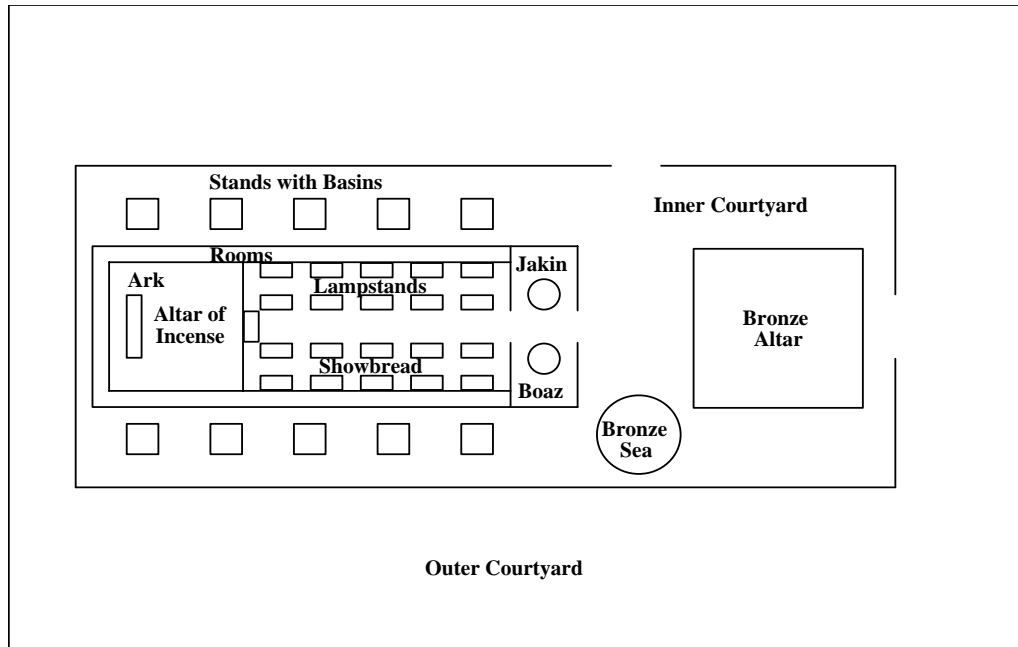 Stands with Basins
Inner Courtyard
Rooms
Jakin
Ark
Lampstands
Altar of
Incense
Bronze
Altar
Showbread
Boaz
Bronze
Sea
Outer Courtyard